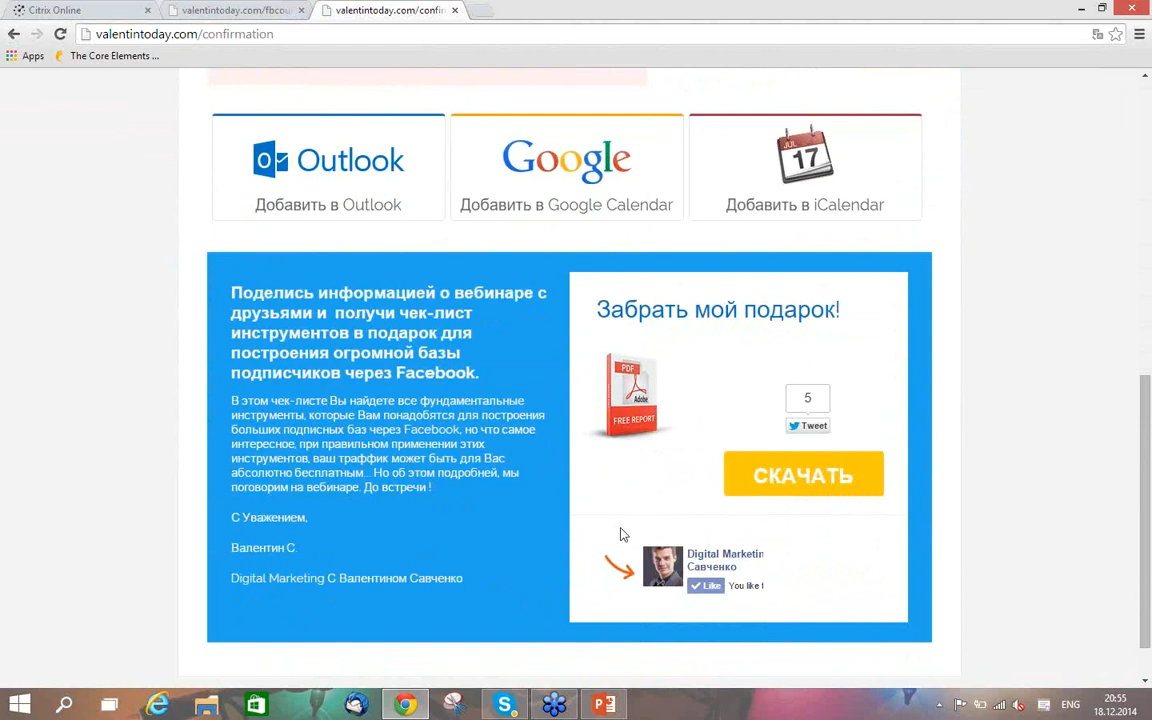 Citrix Online
valentintoday.com/fbcou
valentintoday.com/confi
valentintoday.com/confirmation
Apps
The Core Elements ...
Outlook
Добавить в Outlook
Google
Добавить в Google Calendar
JUL
17
Добавить в iCalendar
Поделись информацией о вебинаре с
друзьями и получи чек-лист
инструментов в подарок для
построения огромной базы
подписчиков через Facebook.
В этом чек-листе Вы найдете все фундаментальные
инструменты, которые Вам понадобятся для построения
больших подписных баз через Facebook, но что самое
интересное, при правильном применении этих
инструментов, ваш траффик может быть для Вас
абсолютно бесплатным... Но об этом подробней, мы
поговорим на вебинаре. До встречи !
С Уважением,
Валентин С.
Digital Marketing С Валентином Савченко
Забрать мой подарок!
PDF
Adobe
FREE REPORT
5
Tweet
СКАЧАТЬ
Digital Marketin
Савченко
Like
You like t
ENG
20:55
18.12.2014